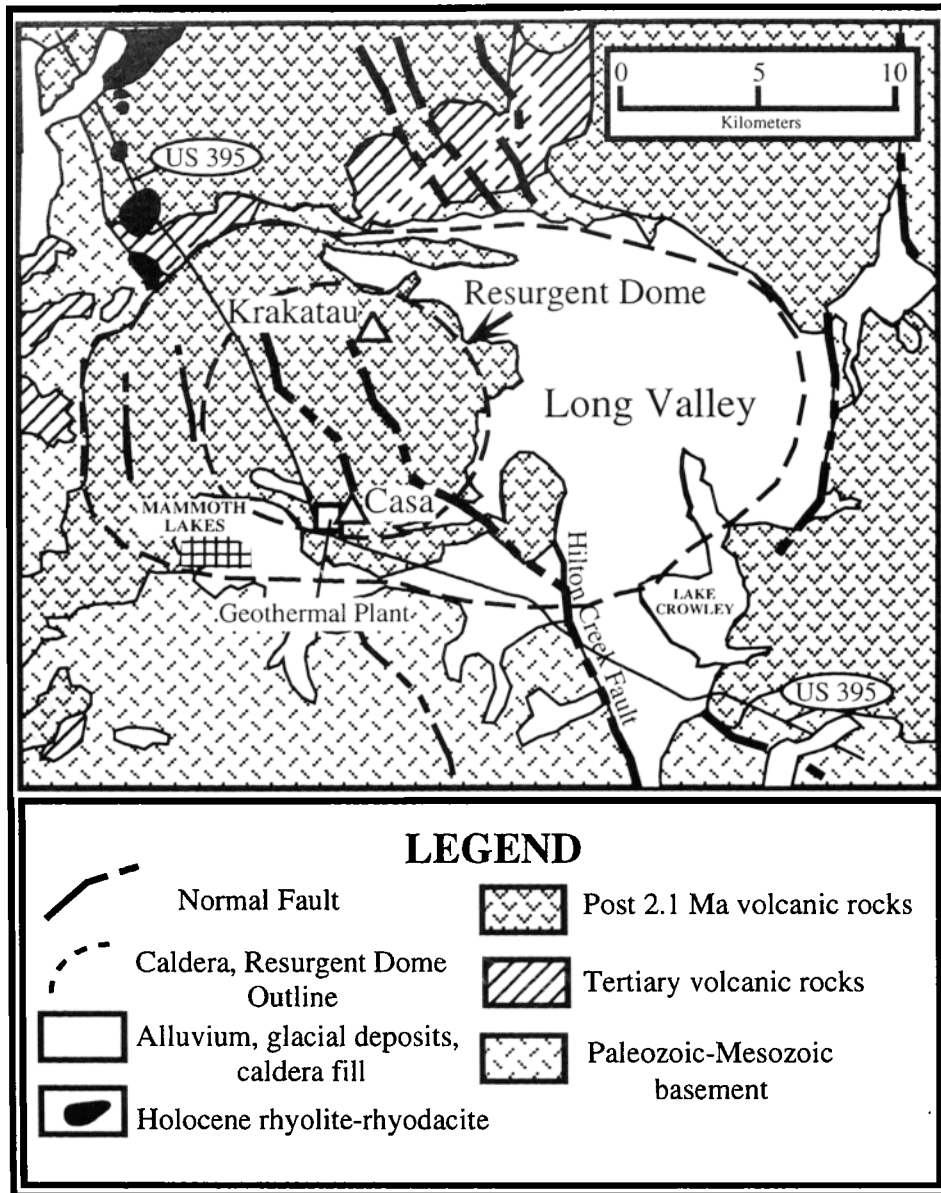 0 5 10
Kilometers
US 395
Krakatau
Resurgent Dome
Long Valley
Casa
MAMMOTH
LAKES
Geothermal Plant
Hilton Creek Fault
LAKE
CROWLEY
US 395
LEGEND
Normal Fault
Caldera, Resurgent Dome
Outline
Alluvium, glacial deposits,
caldera fill
Holocene rhyolite-rhyodacite
Post 2.1 Ma volcanic rocks
Tertiary volcanic rocks
Paleozoic-Mesozoic
basement